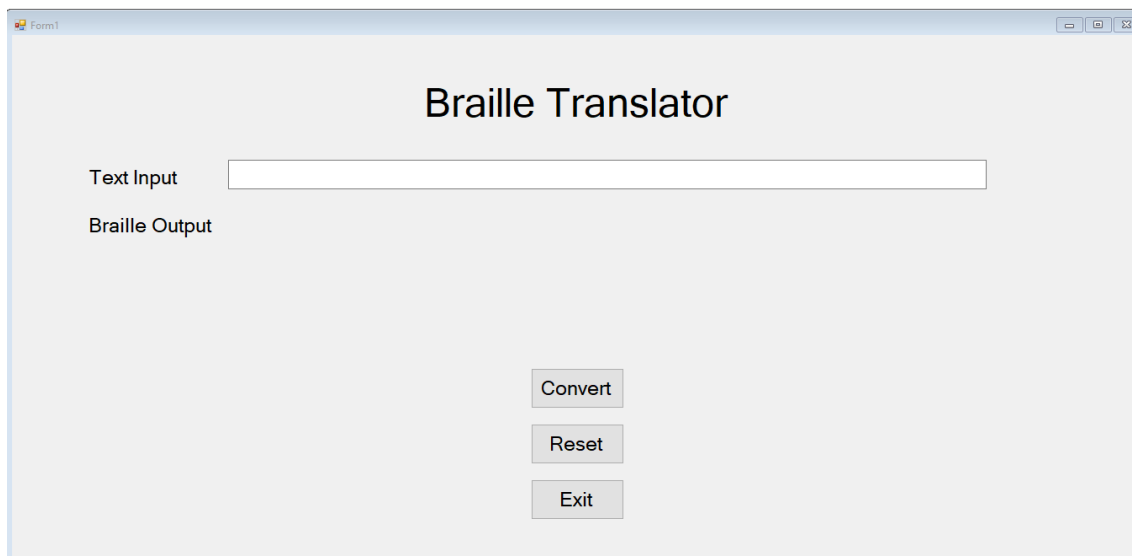 Form1
Braille Translator
Text Input
Braille Output
Convert
Reset
Exit